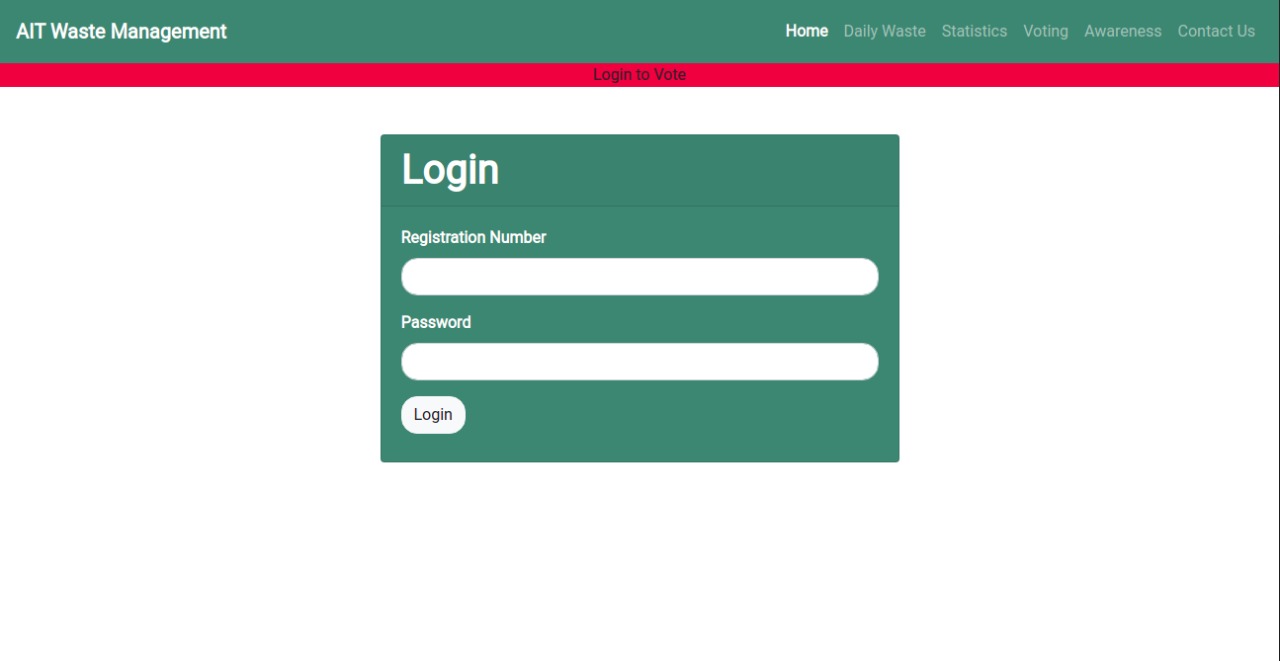 AIT Waste Management
Home Daily Waste Statistics Voting Awareness Contact Us
Login to Vote
Login
Registration Number
Password
Login